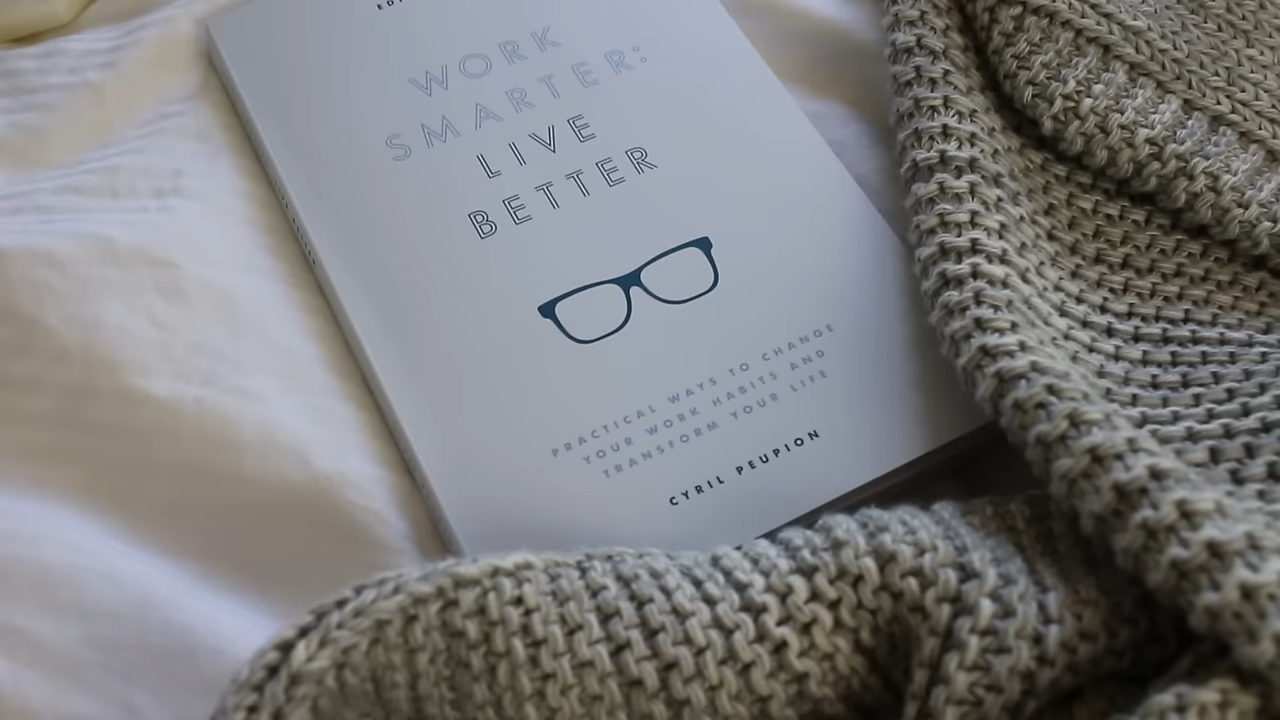 WORK
SMARTER:
LIVE
BETTER
PRACTICAL WAYS TO CHANGE
YOUR WORK HABITS AND
TRANSFORM YOUR LIFE
CYRIL PEUPION